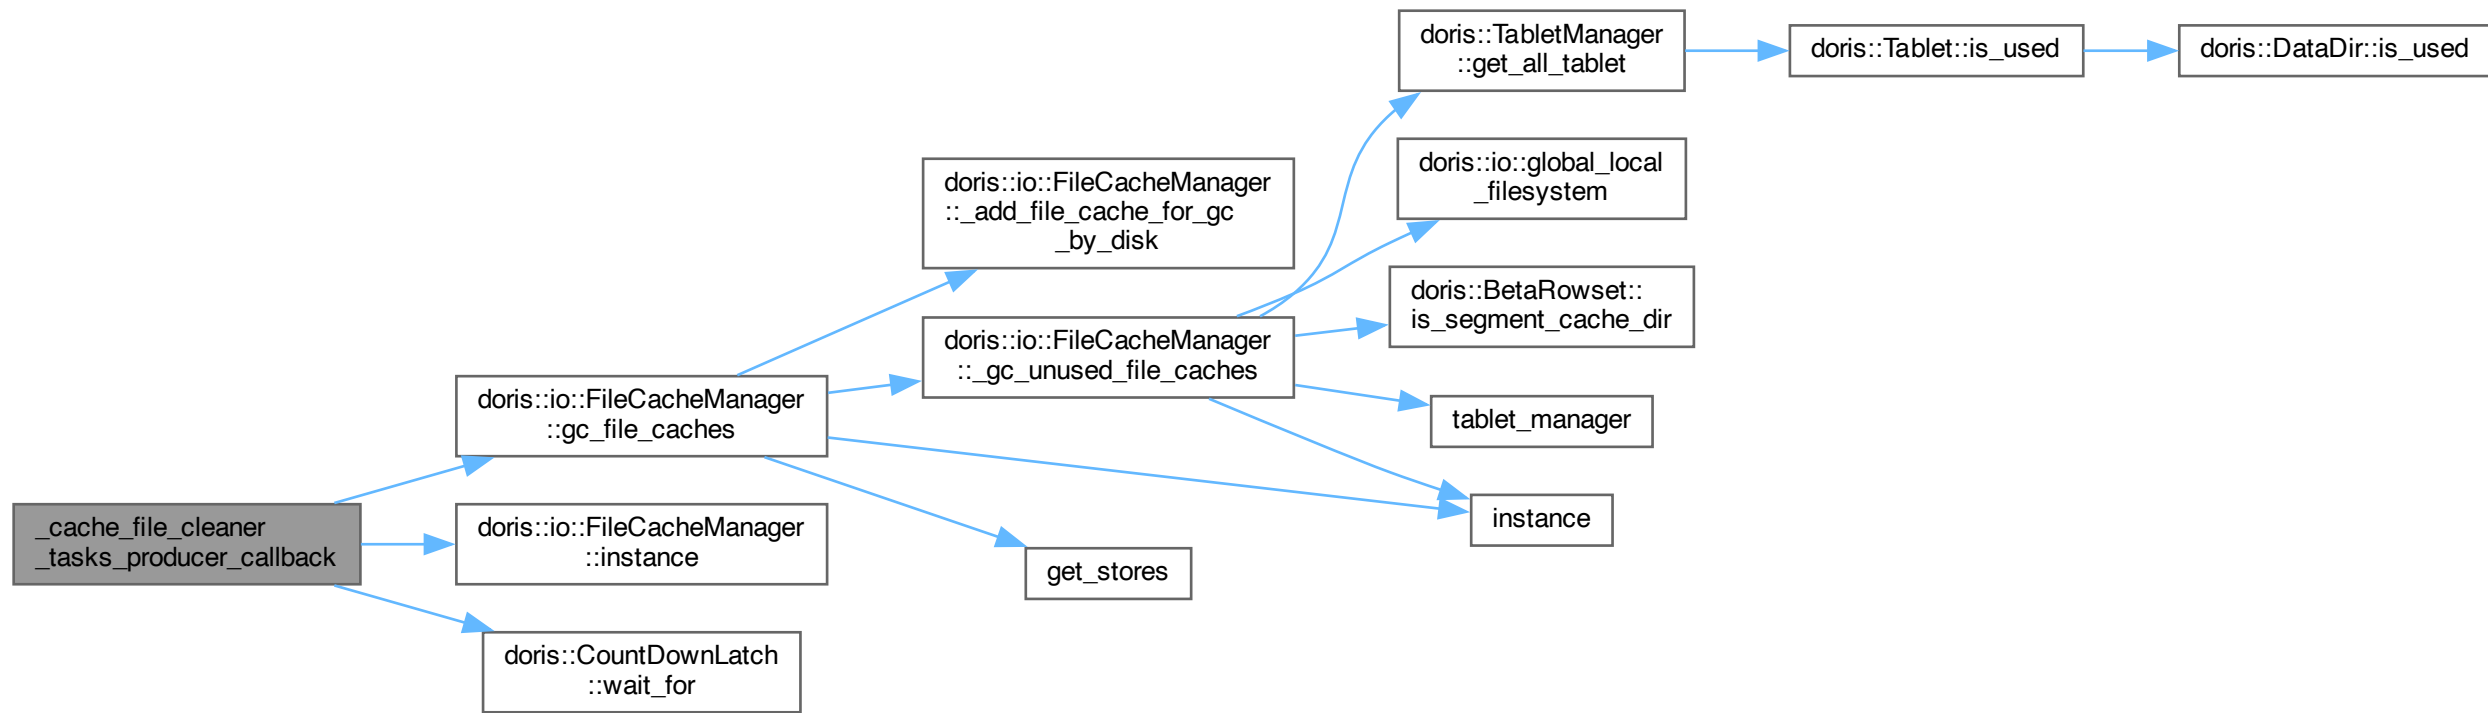 _cache_file_cleaner
_tasks_producer_callback
doris::io::FileCacheManager
::gc_file_caches
doris::io::FileCacheManager
::instance
doris::CountDownLatch
::wait_for
doris::io::FileCacheManager
::_add_file_cache_for_gc
_by_disk
doris::io::FileCacheManager
::_gc_unused_file_caches
get_stores
doris::TabletManager
::get_all_tablet
doris::io::global_local
_filesystem
doris::BetaRowset::
is_segment_cache_dir
tablet_manager
instance
doris::Tablet::is_used
doris::DataDir::is_used